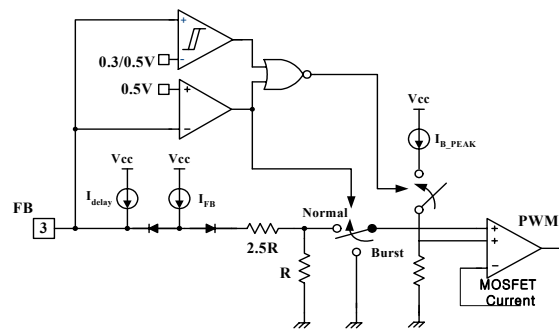 +
0.3/0.5V
-
0.5V
+
−
Vcc
I_B_PEAK
Vcc
Vcc
FB
I_delay
I_FB
3
Normal
PWM
2.5R
Burst
R
+
+
−
MOSFET
Current